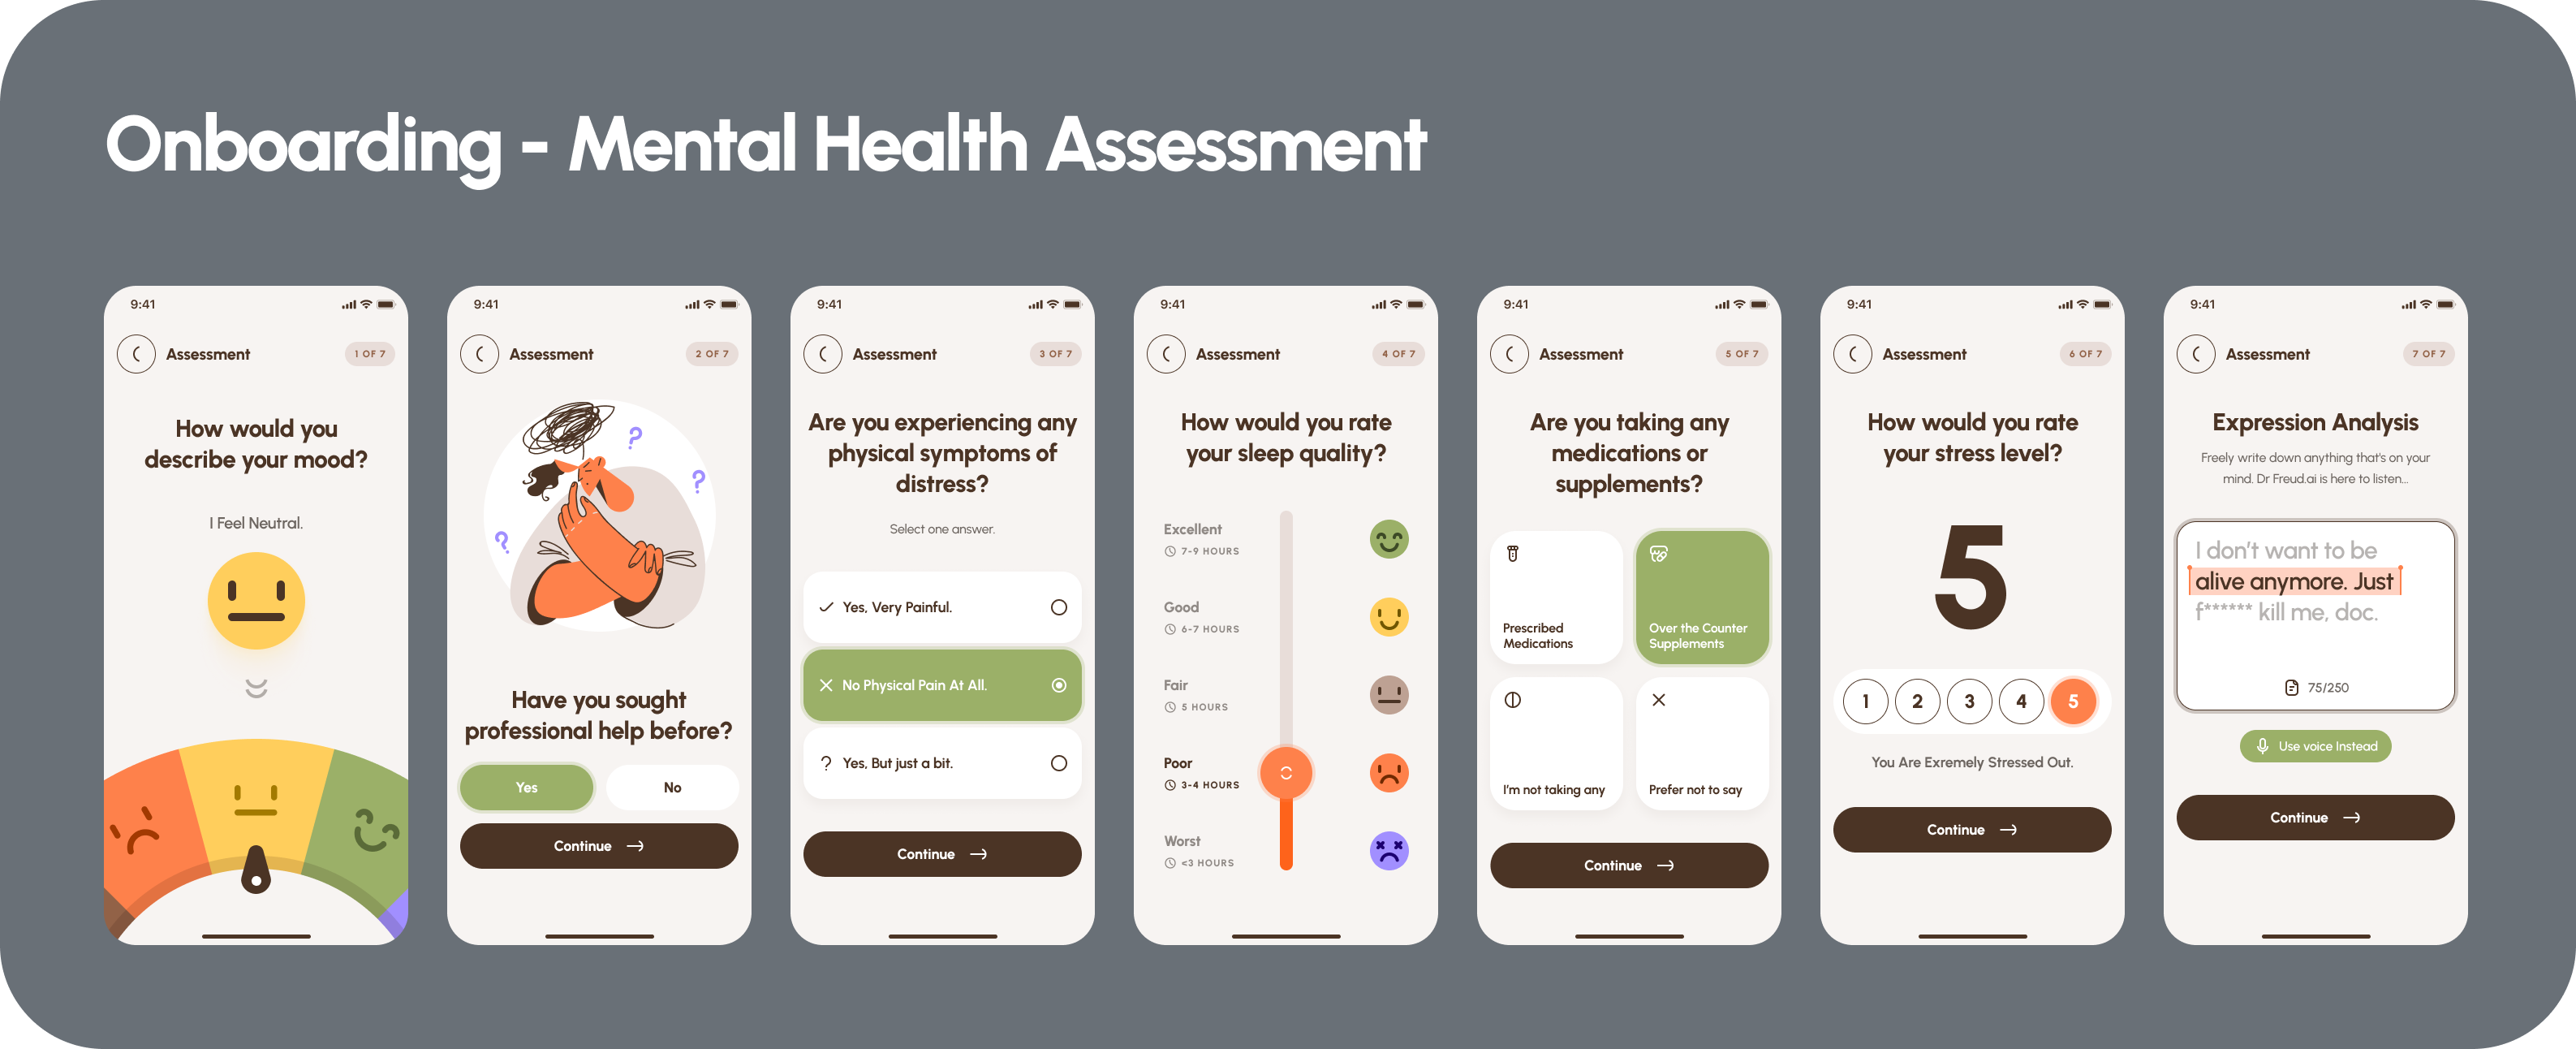 Onboarding - Mental Health Assessment
9:41
Assessment
1 OF 7
How would you
describe your mood?
I Feel Neutral.
9:41
Assessment
2 OF 7
?
?
?
Have you sought
professional help before?
Yes
No
Continue
9:41
Assessment
3 OF 7
Are you experiencing any
physical symptoms of
distress?
Select one answer.
Yes, Very Painful.
No Physical Pain At All.
? Yes, But just a bit.
Continue
9:41
Assessment
4 OF 7
How would you rate
your sleep quality?
Excellent
7-9 HOURS
Good
6-7 HOURS
Fair
5 HOURS
Poor
3-4 HOURS
Worst
<3 HOURS
9:41
Assessment
5 OF 7
Are you taking any
medications or
supplements?
Prescribed
Medications
Over the Counter
Supplements
I'm not taking any
Prefer not to say
Continue
9:41
Assessment
6 OF 7
How would you rate
your stress level?
5
1 2 3 4 5
You Are Exremely Stressed Out.
Continue
9:41
Assessment
7 OF 7
Expression Analysis
Freely write down anything that's on your
mind. Dr Freud.ai is here to listen...
I don't want to be
alive anymore. Just
f****** kill me, doc.
75/250
Use voice Instead
Continue